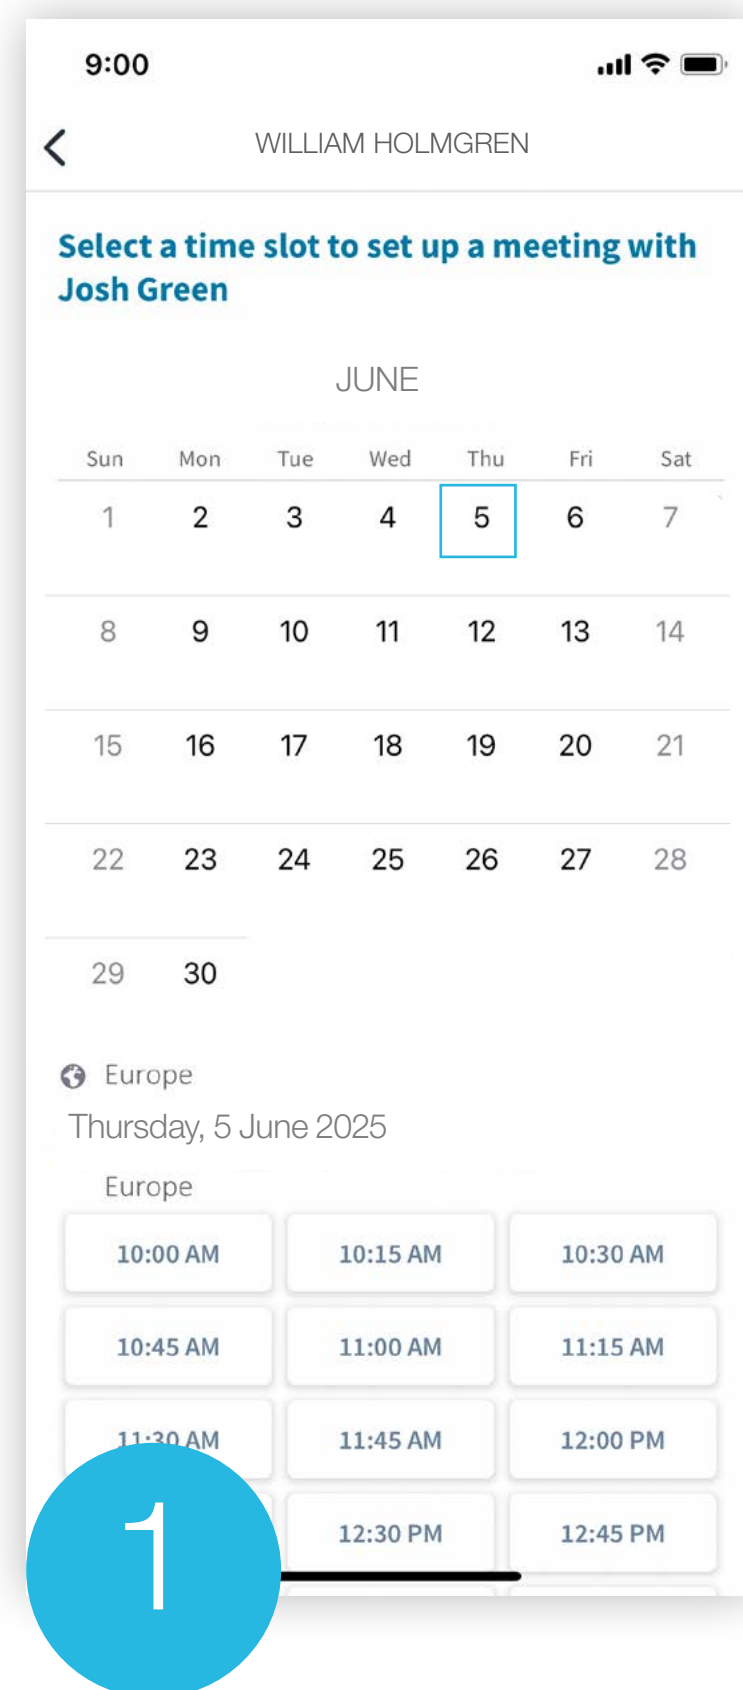 9:00
WILLIAM HOLMGREN
Select a time slot to set up a meeting with
Josh Green
JUNE
Sun Mon Tue Wed Thu Fri Sat
1 2 3 4 5 6 7
8 9 10 11 12 13 14
15 16 17 18 19 20 21
22 23 24 25 26 27 28
29 30
Europe
Thursday, 5 June 2025
Europe
10:00 AM 10:15 AM 10:30 AM
10:45 AM 11:00 AM 11:15 AM
11:30 AM 11:45 AM 12:00 PM
12:30 PM 12:45 PM
1